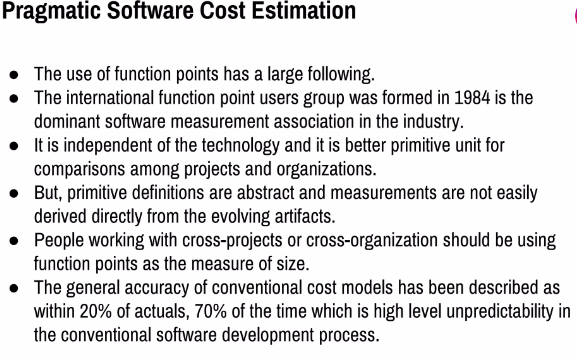 Pragmatic Software Cost Estimation
● The use of function points has a large following.
● The international function point users group was formed in 1984 is the
dominant software measurement association in the industry.
● It is independent of the technology and it is better primitive unit for
comparisons among projects and organizations.
● But, primitive definitions are abstract and measurements are not easily
derived directly from the evolving artifacts.
● People working with cross-projects or cross-organization should be using
function points as the measure of size.
● The general accuracy of conventional cost models has been described as
within 20% of actuals, 70% of the time which is high level unpredictability in
the conventional software development process.